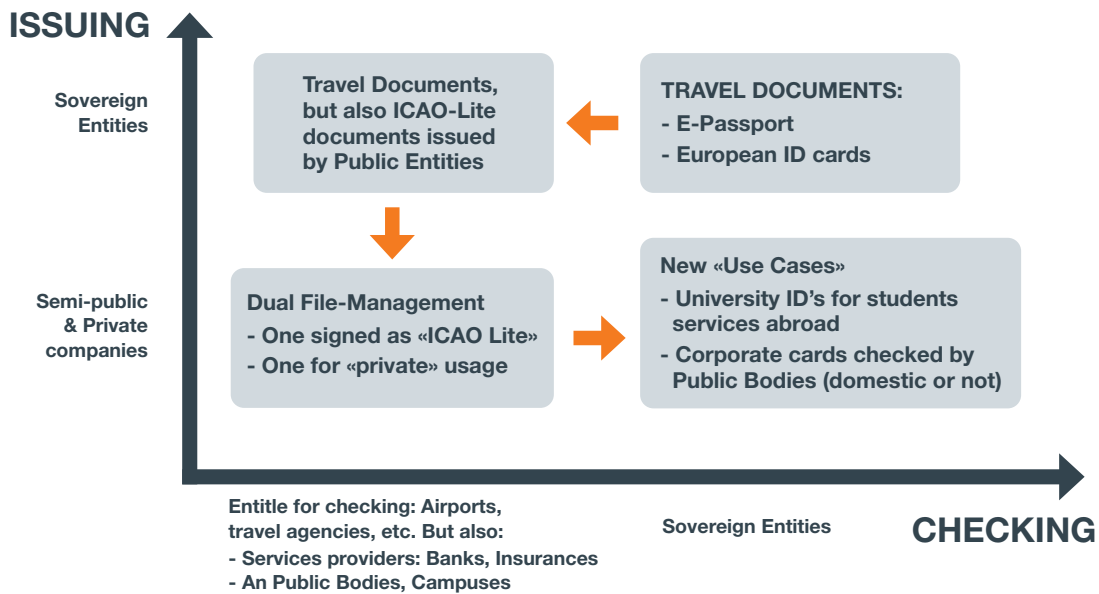 ISSUING
Sovereign
Entities
Travel Documents,
but also ICAO-Lite
documents issued
by Public Entities
TRAVEL DOCUMENTS:
- E-Passport
- European ID cards
Semi-public
& Private
companies
Dual File-Management
- One signed as «ICAO Lite»
- One for «private» usage
New «Use Cases»
- University ID's for students
services abroad
- Corporate cards checked by
Public Bodies (domestic or not)
Entitle for checking: Airports,
travel agencies, etc. But also:
- Services providers: Banks, Insurances
- An Public Bodies, Campuses
Sovereign Entities
CHECKING